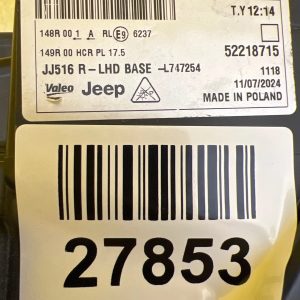 T.Y 12:14
148R 00 1 A RL E9 6237
149R 00 HCR PL 17.5 52218715
JJ516 R-LHD BASE -L747254
Valeo Jeep 1118
11/07/2024
MADE IN POLAND
27853